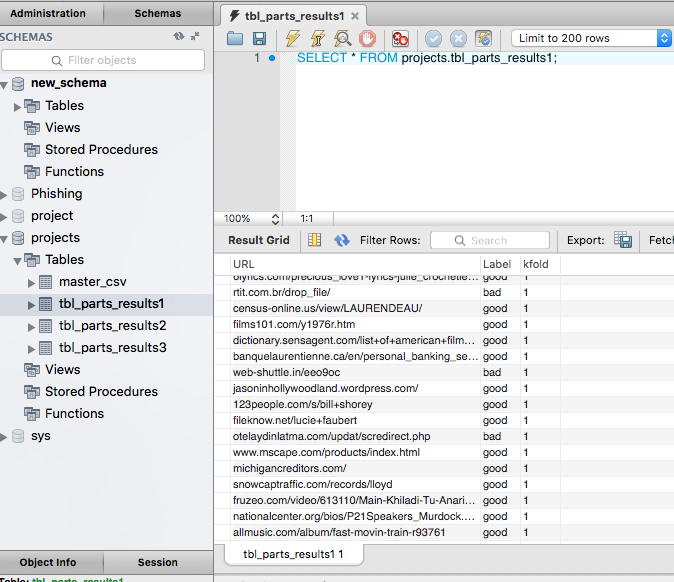 Administration Schemas
SCHEMAS
Filter objects
new_schema
Tables
Views
Stored Procedures
Functions
Phishing
project
projects
Tables
master_csv
tbl_parts_results1
tbl_parts_results2
tbl_parts_results3
Views
Stored Procedures
Functions
sys
Object Info Session
Table: tbl_parts_results1
tbl_parts_results1
Limit to 200 rows
1 SELECT * FROM projects.tbl_parts_results1;
100% 1:1
Result Grid Filter Rows: Search Export: Fetch
URL Label kfold
olyrics.com/precious_love1-lyrics-julie_crochetie... good 1
rtit.com.br/drop_file/ bad 1
census-online.us/view/LAURENDEAU/ good 1
films101.com/y1976r.htm good 1
dictionary.sensagent.com/list+of+american+film... good 1
banquelaurentienne.ca/en/personal_banking_se... good 1
web-shuttle.in/eeo9oc bad 1
jasoninhollywoodland.wordpress.com/ good 1
123people.com/s/bill+shorey good 1
fileknow.net/lucie+faubert good 1
otelaydinlatma.com/updat/scredirect.php bad 1
www.mscape.com/products/index.html good 1
michigancreditors.com/ good 1
snowcaptraffic.com/records/lloyd good 1
fruzeo.com/video/613110/Main-Khiladi-Tu-Anari... good 1
nationalcenter.org/bios/P21Speakers_Murdock.... good 1
allmusic.com/album/fast-movin-train-r93761 good 1
tbl_parts_results1 1